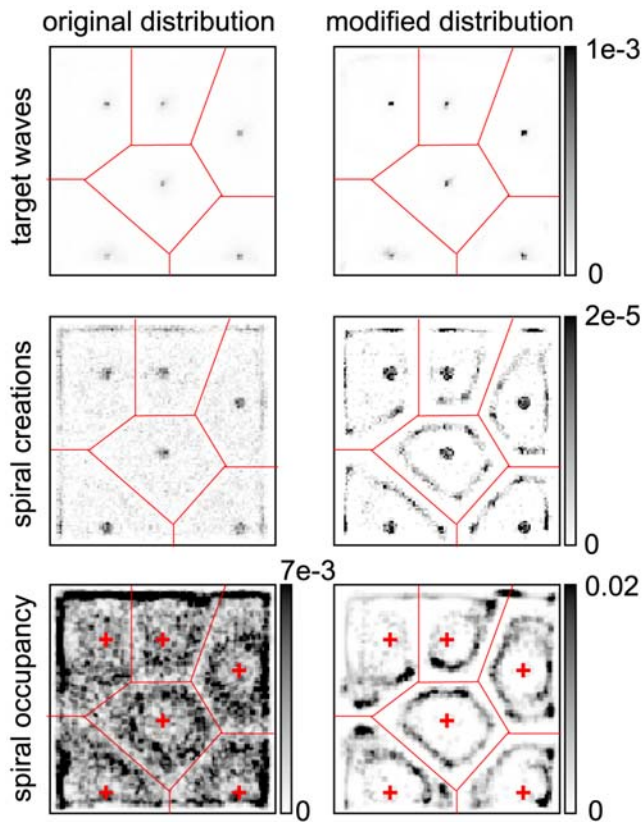 original distribution modified distribution
target waves
1e-3
0
spiral creations
2e-5
0
spiral occupancy
7e-3
0
0.02
0